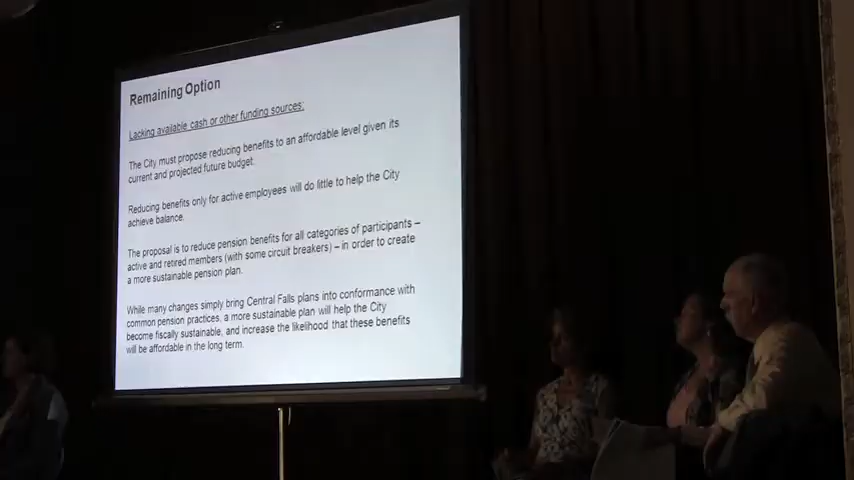 Remaining Option
Lacking available cash or other funding sources:
The City must propose reducing benefits to an affordable level given its
current and projected future budget.
Reducing benefits only for active employees will do little to help the City
achieve balance.
The proposal is to reduce pension benefits for all categories of participants –
active and retired members (with some circuit breakers) – in order to create
a more sustainable pension plan.
While many changes simply bring Central Falls plans into conformance with
common pension practices, a more sustainable plan will help the City
become fiscally sustainable, and increase the likelihood that these benefits
will be affordable in the long term.